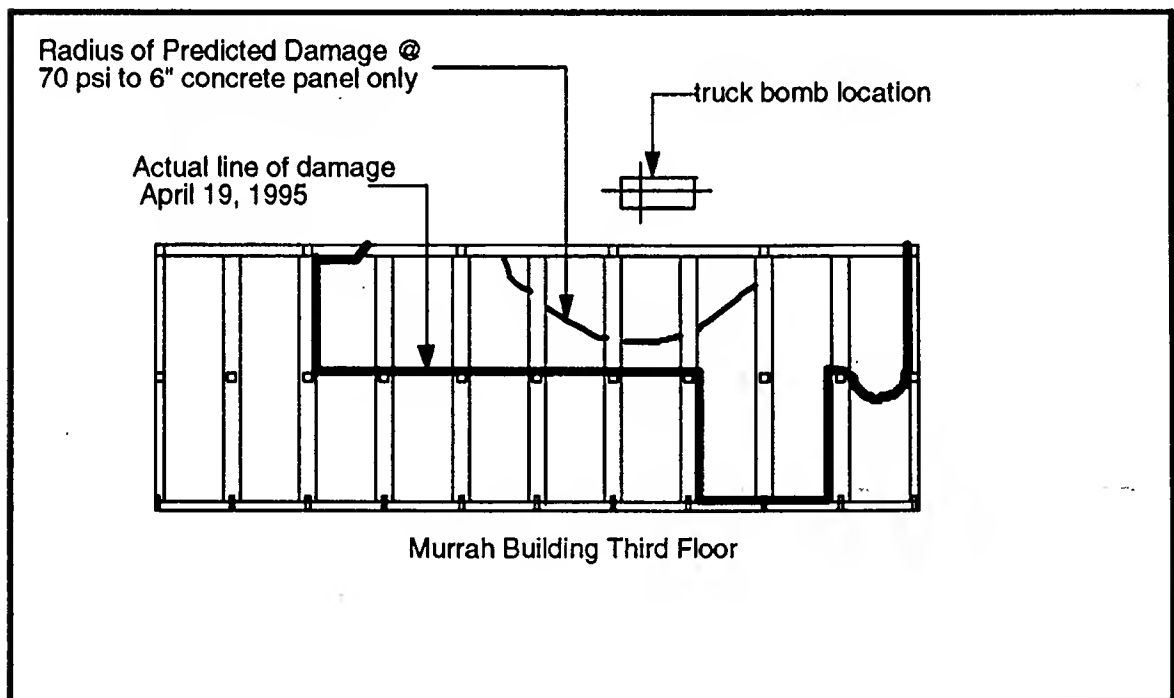 Radius of Predicted Damage @
70 psi to 6" concrete panel only
truck bomb location
Actual line of damage
April 19, 1995
Murrah Building Third Floor